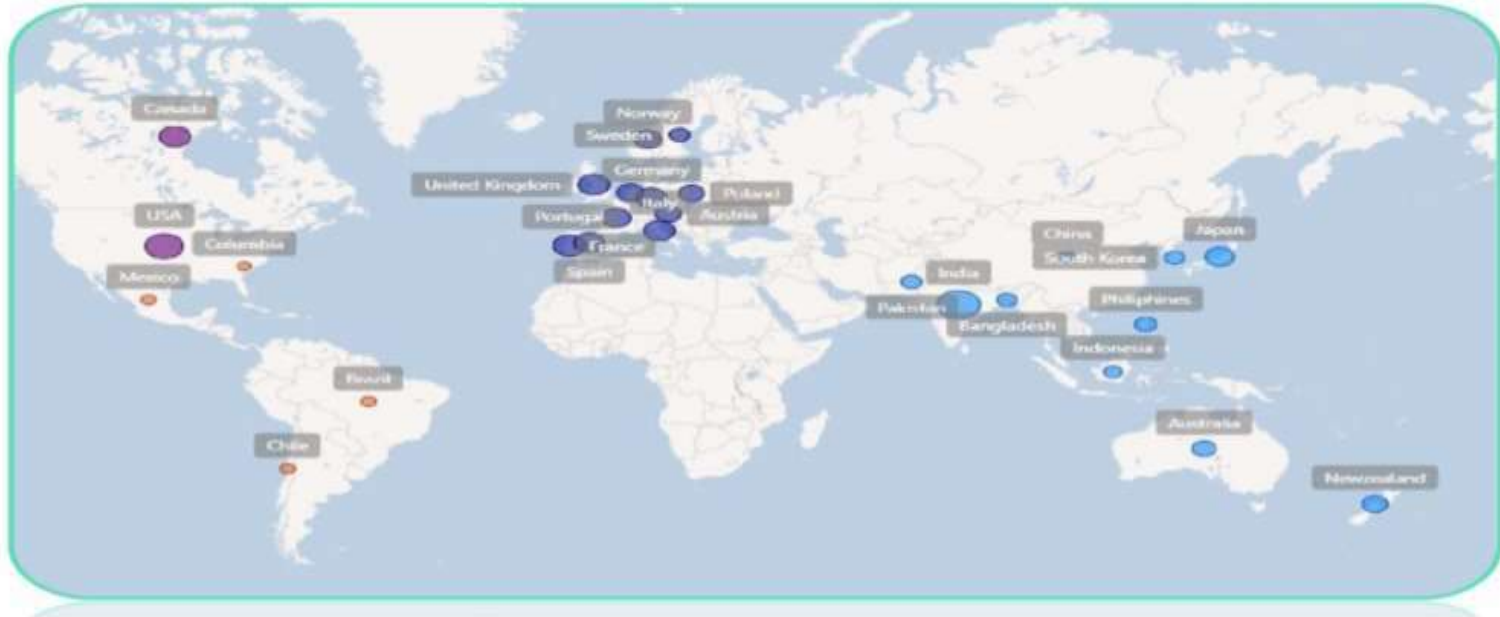 Canada
Norway
Sweden
Germany
United Kingdom
Italy
Poland
Portugal
Austria
USA
Columbia
France
Spain
Mexico
China
Japan
South Korea
India
Pakistan
Bangladesh
Philiphines
Indonesia
Brazil
Australia
Chile
Newzealand